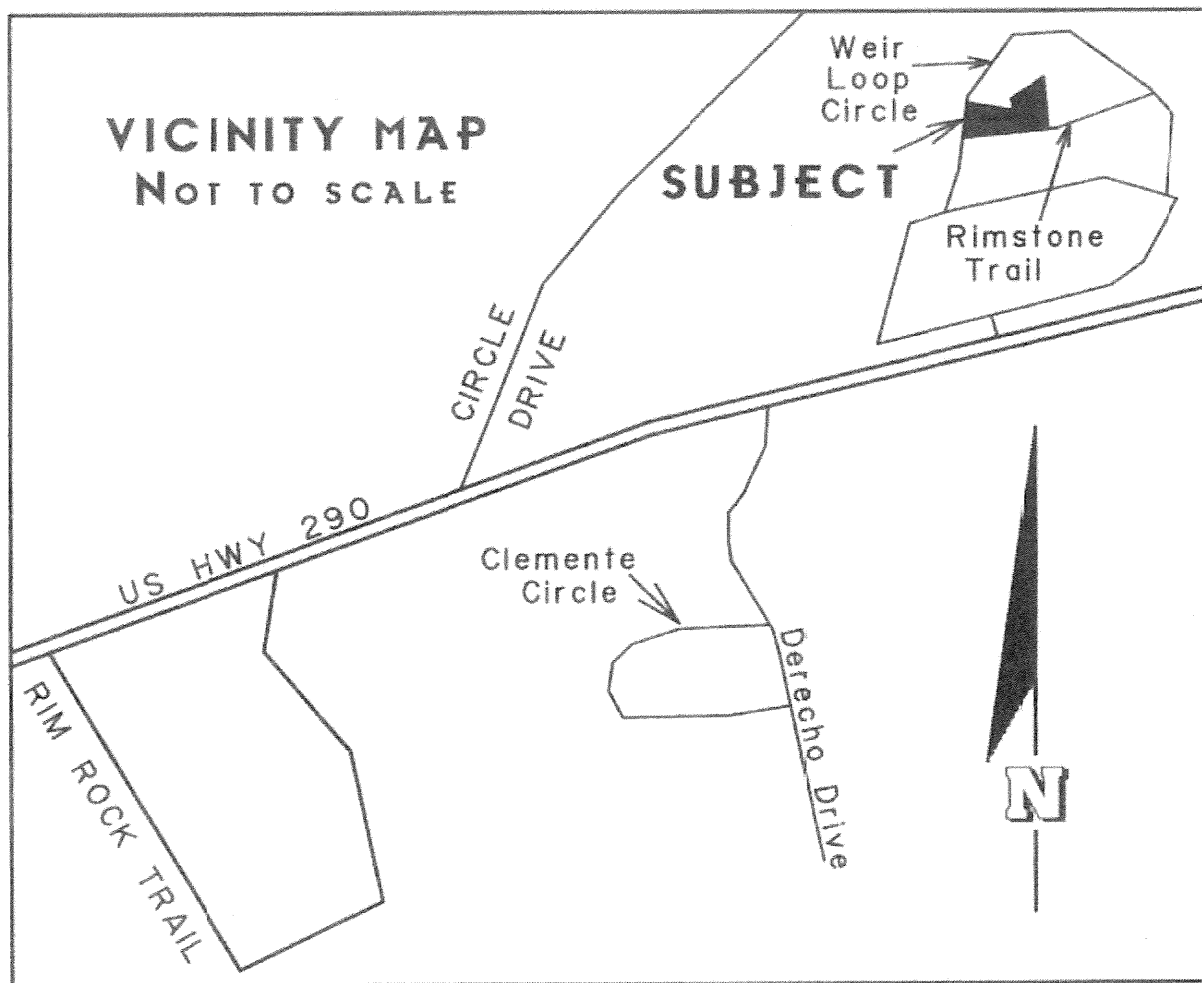 VICINITY MAP
NOT TO SCALE
Weir
Loop
Circle
SUBJECT
Rimstone
Trail
CIRCLE
DRIVE
US HWY 290
Clemente
Circle
Derecho Drive
RIM ROCK TRAIL
N